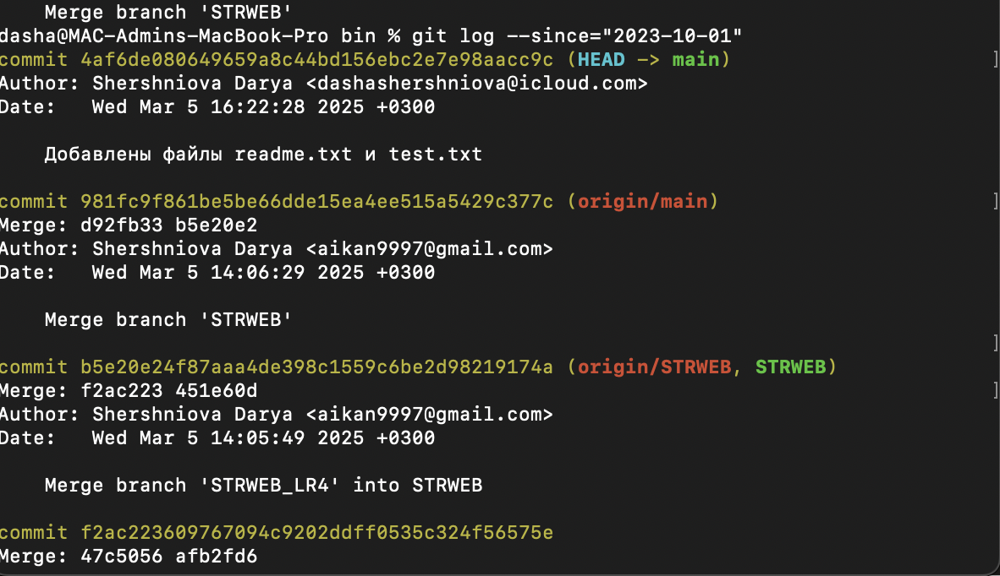 Merge branch 'STRWEB'
dasha@MAC-Admins-MacBook-Pro bin % git log --since="2023-10-01"
commit 4af6de080649659a8c44bd156ebc2e7e98aacc9c (HEAD -> main)
Author: Shershniova Darya <dashashershniova@icloud.com>
Date:   Wed Mar 5 16:22:28 2025 +0300
Добавлены файлы readme.txt и test.txt
commit 981fc9f861be5be66dde15ea4ee515a5429c377c (origin/main)
Merge: d92fb33 b5e20e2
Author: Shershniova Darya <aikan9997@gmail.com>
Date:   Wed Mar 5 14:06:29 2025 +0300
Merge branch 'STRWEB'
commit b5e20e24f87aaa4de398c1559c6be2d98219174a (origin/STRWEB, STRWEB)
Merge: f2ac223 451e60d
Author: Shershniova Darya <aikan9997@gmail.com>
Date:   Wed Mar 5 14:05:49 2025 +0300
Merge branch 'STRWEB_LR4' into STRWEB
commit f2ac223609767094c9202ddff0535c324f56575e
Merge: 47c5056 afb2fd6